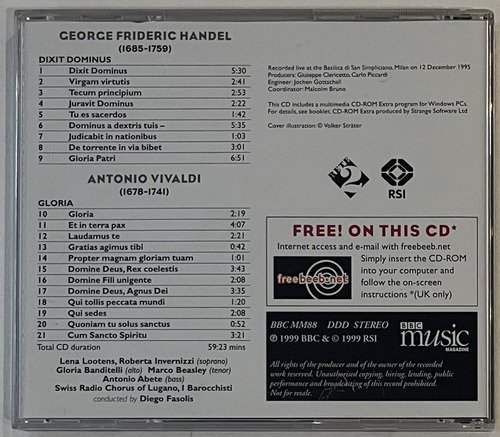 GEORGE FRIDERIC HANDEL
(1685-1759)
DIXIT DOMINUS
1 Dixit Dominus 5:30
2 Virgam virtutis 2:41
3 Tecum principium 2:53
4 Juravit Dominus 2:22
5 Tu es sacerdos 1:42
6 Dominus a dextris tuis – 5:35
7 Judicabit in nationibus 1:03
8 De torrente in via bibet 3:11
9 Gloria Patri 6:51
ANTONIO VIVALDI
(1678-1741)
GLORIA
10 Gloria 2:19
11 Et in terra pax 4:07
12 Laudamus te 2:21
13 Gratias agimus tibi 0:42
14 Propter magnam gloriam tuam 0:51
15 Domine Deus, Rex coelestis 3:43
16 Domine Fili unigente 2:08
17 Domine Deus, Agnus Dei 3:35
18 Qui tollis peccata mundi 1:08
19 Qui sedes 2:08
20 Quoniam tu solus sanctus 0:52
21 Cum Sancto Spiritu 3:21
Total CD duration 59:23 mins
Lena Lootens, Roberta Invernizzi (soprano)
Gloria Banditelli (alto) Marco Beasley (tenor)
Antonio Abete (bass)
Swiss Radio Chorus of Lugano, I Barocchisti
conducted by Diego Fasolis
Recorded live at the Basilica di San Simpliciano, Milan on 12 December 1995
Producers: Giuseppe Clericetto, Carlo Piccardi
Engineer: Jochen Gottschall
Coordinator: Malcolm Bruno
This CD includes a multimedia CD-ROM Extra program for Windows PCs.
For details, see booklet. CD-ROM Extra produced by Strange Software Ltd
Cover illustration: © Volker Sträter
RETE
2
RSI
FREE! ON THIS CD*
Internet access and e-mail with freebeeb.net
freebeeb.net
Simply insert the CD-ROM
into your computer and
follow the on-screen
instructions *(UK only)
BBC MM88 DDD STEREO
℗ 1999 BBC & © 1999 RSI
BBC
music
MAGAZINE
All rights of the producer and of the owner of the recorded
work reserved. Unauthorised copying, hiring, lending, public
performance and broadcasting of this record prohibited.
Not for resale.